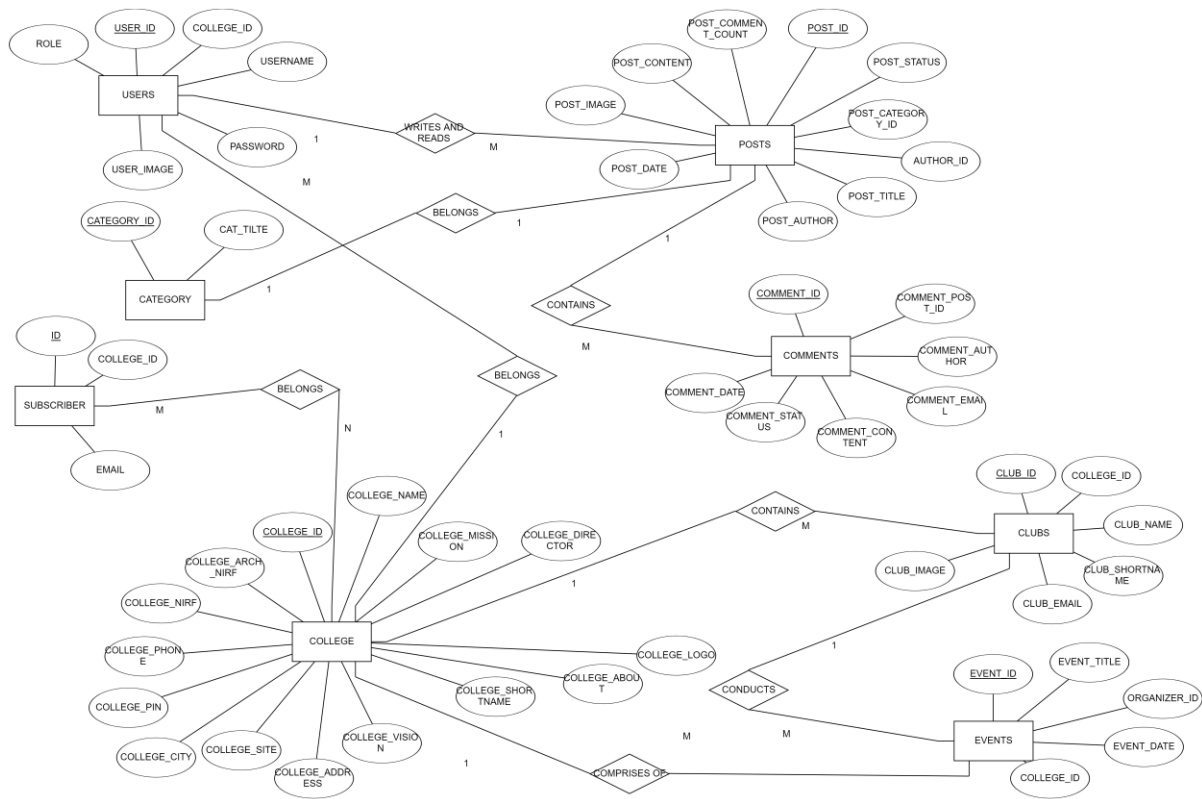 POST_COMMEN
T_COUNT
USER_ID
COLLEGE_ID
POST_ID
ROLE
USERNAME
POST_CONTENT
POST_STATUS
USERS
POST_IMAGE
POST_CATEGOR
Y_ID
WRITES AND
READS
1
M
POSTS
PASSWORD
AUTHOR_ID
USER_IMAGE
POST_DATE
M
POST_TITLE
BELONGS
POST_AUTHOR
CATEGORY_ID
CAT_TILTE
1
1
CATEGORY
1
COMMENT_ID
COMMENT_POS
T_ID
CONTAINS
ID
COLLEGE_ID
M
COMMENTS
COMMENT_AUT
HOR
BELONGS
BELONGS
COMMENT_DATE
COMMENT_EMAI
L
SUBSCRIBER
M
COMMENT_STAT
US
N
1
COMMENT_CON
TENT
EMAIL
COLLEGE_NAME
CLUB_ID
COLLEGE_ID
CONTAINS
COLLEGE_ID
M
CLUB_NAME
COLLEGE_MISSI
ON
COLLEGE_DIRE
CTOR
CLUBS
COLLEGE_ARCH
_NIRF
CLUB_IMAGE
CLUB_SHORTNA
ME
1
COLLEGE_NIRF
CLUB_EMAIL
COLLEGE
1
COLLEGE_PHON
E
COLLEGE_LOGO
EVENT_TITLE
EVENT_ID
COLLEGE_ABOU
T
CONDUCTS
COLLEGE_SHOR
TNAME
ORGANIZER_ID
COLLEGE_PIN
COLLEGE_VISIO
N
M
M
EVENTS
EVENT_DATE
COLLEGE_CITY
COLLEGE_SITE
1
COMPRISES OF
COLLEGE_ADDR
ESS
COLLEGE_ID